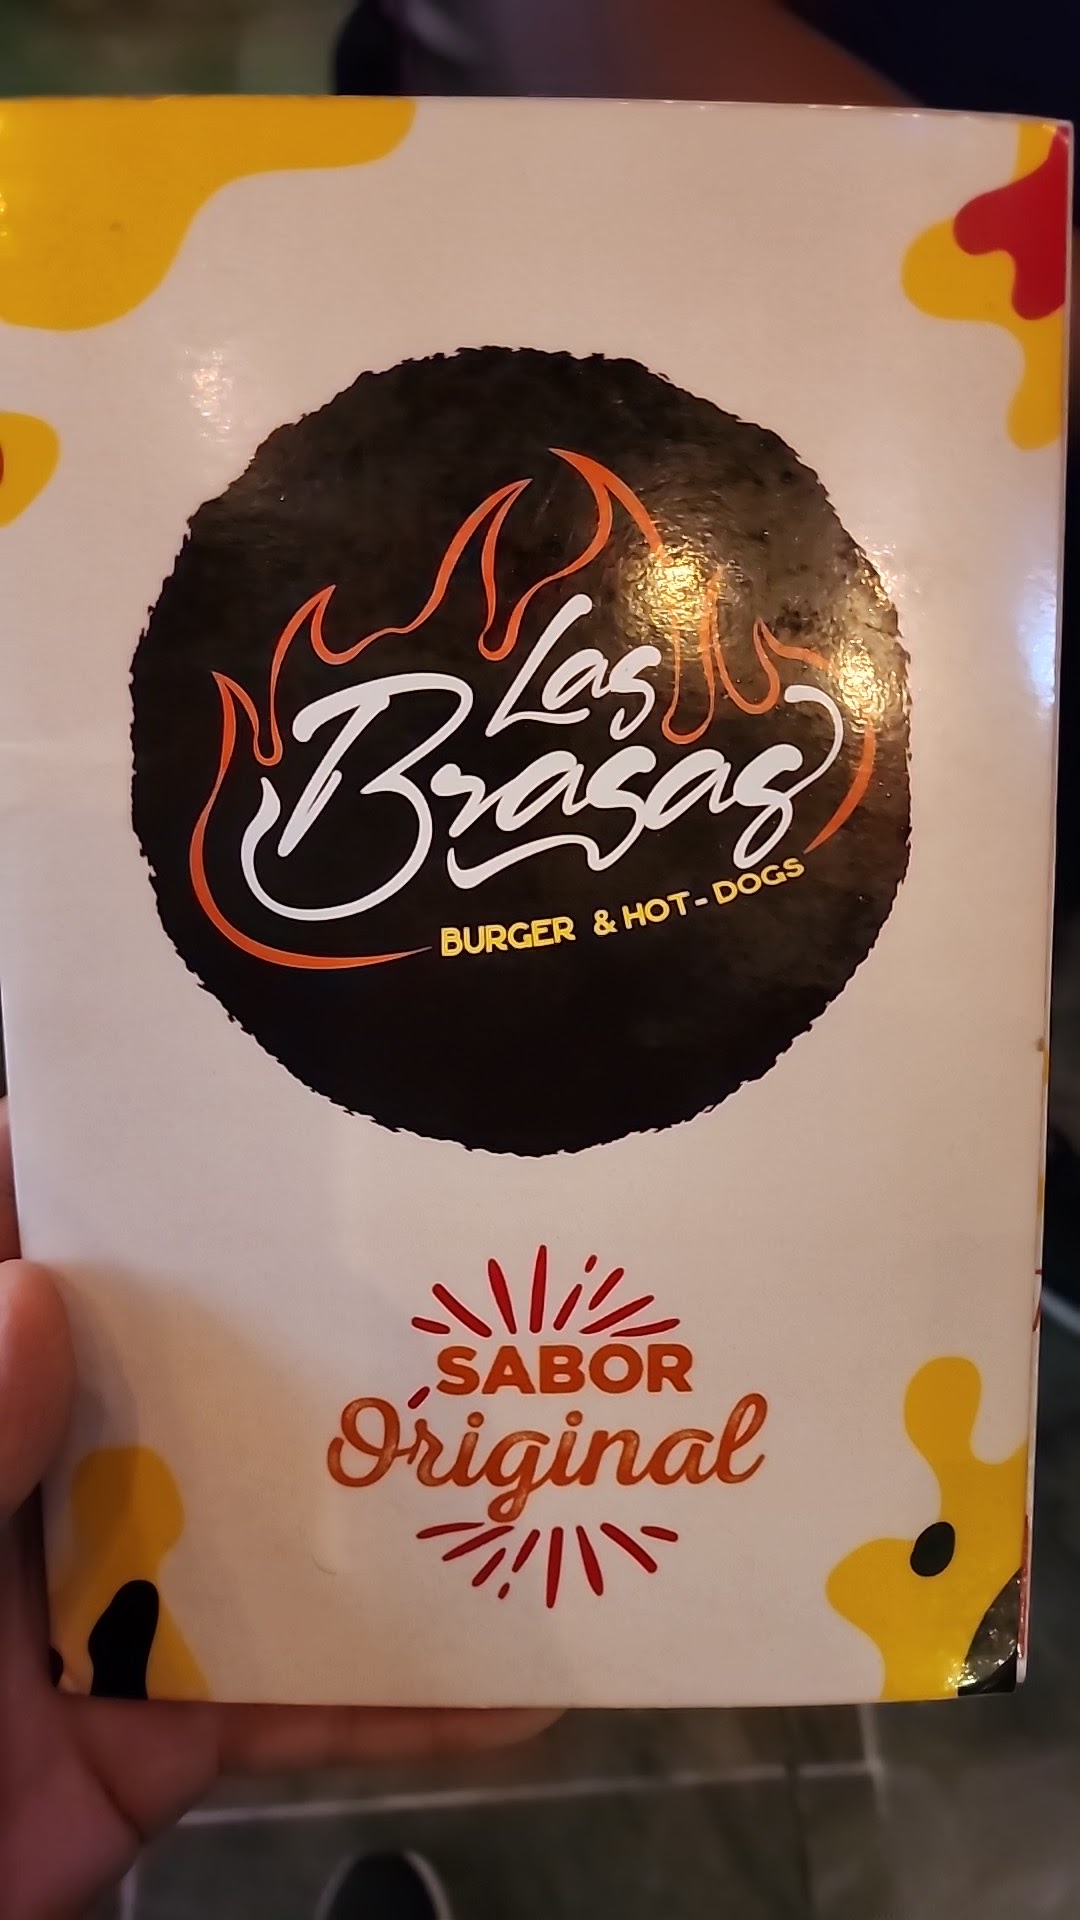 Las
Brasas
BURGER & HOT-DOGS
SABOR
Original